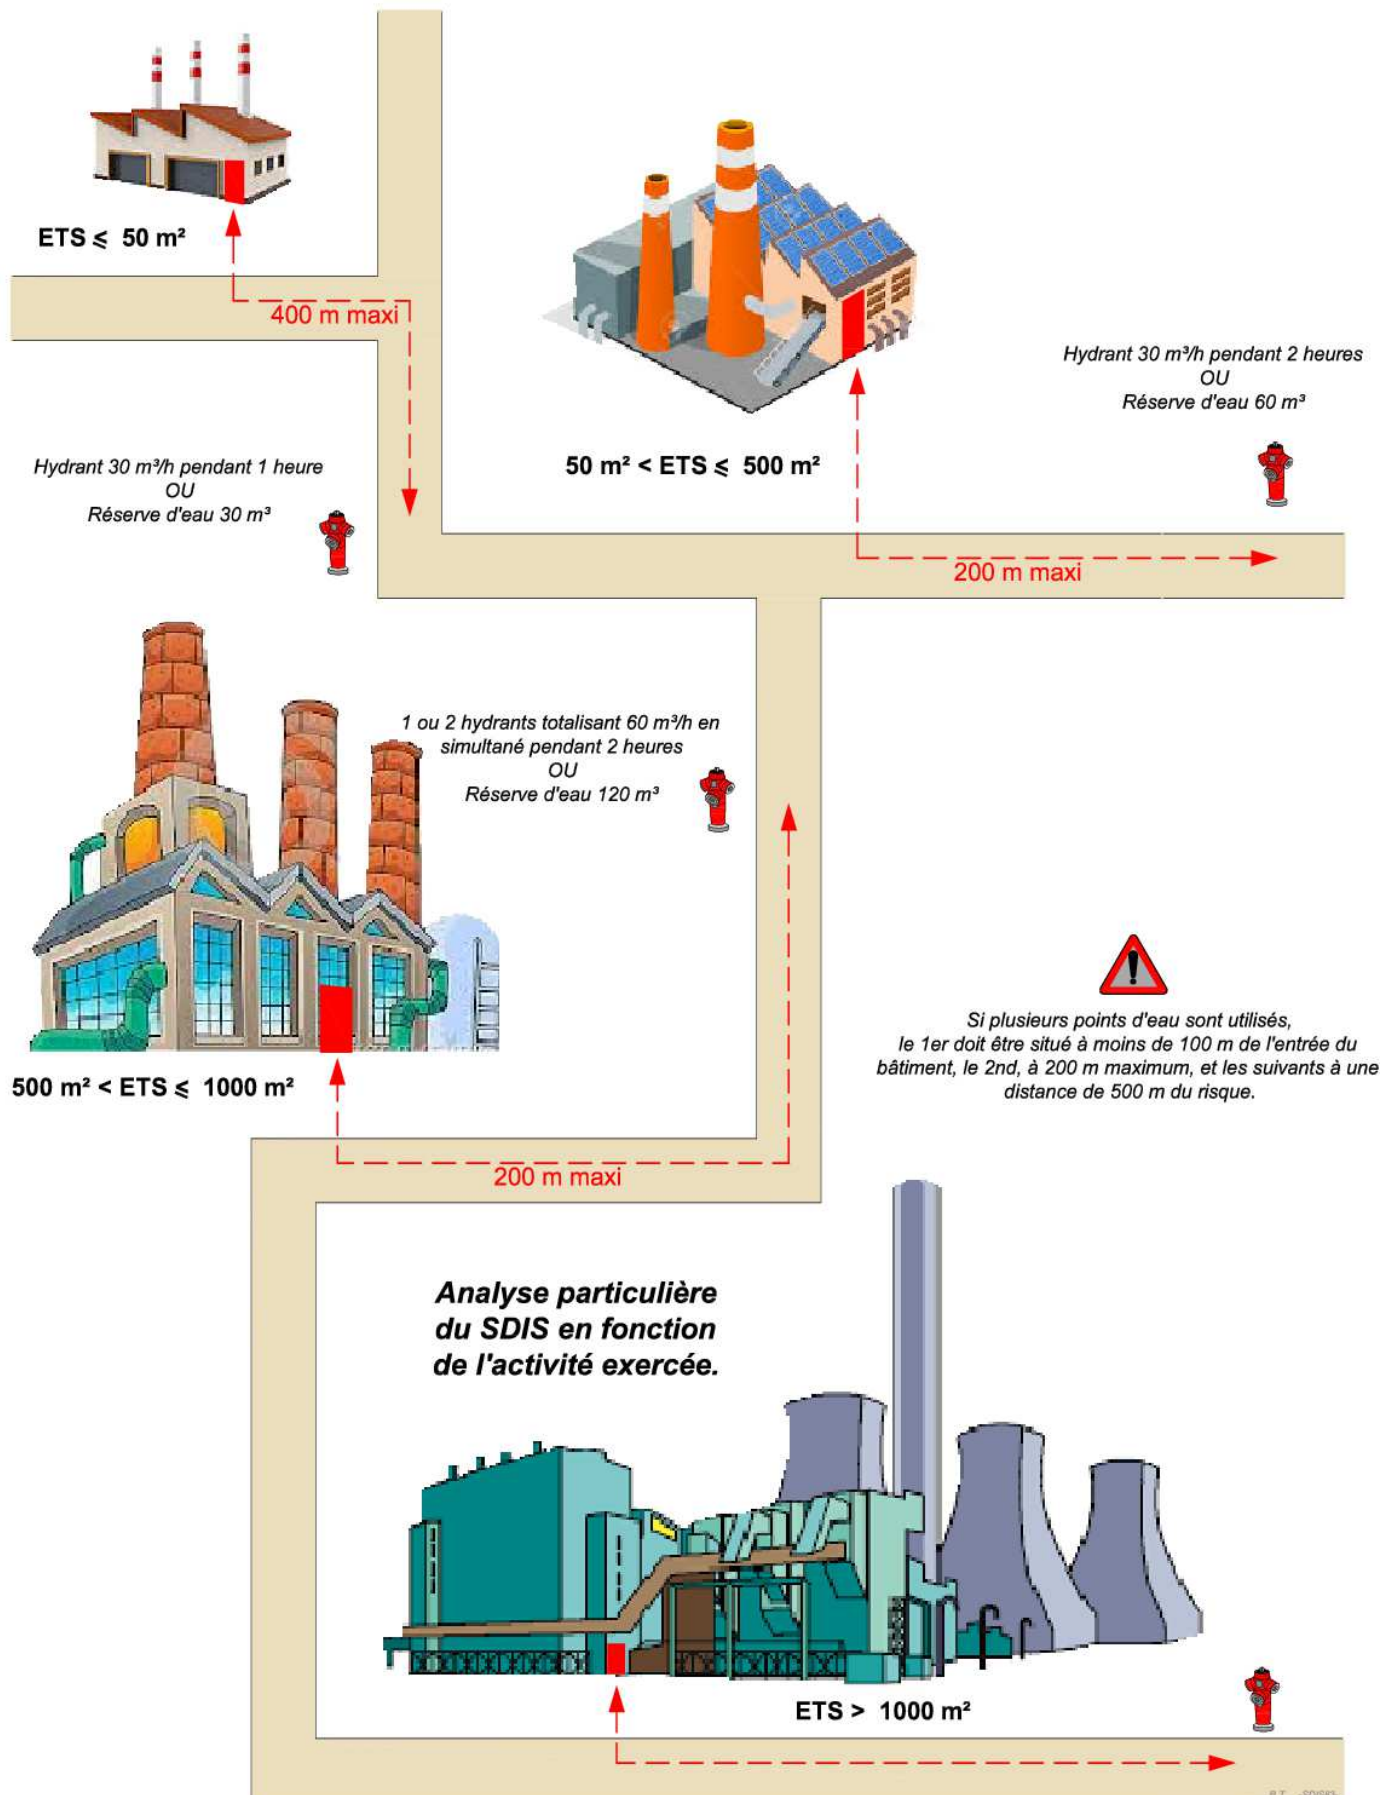 ETS ⩽ 50 m²
400 m maxi
Hydrant 30 m³/h pendant 2 heures
OU
Réserve d'eau 60 m³
50 m² < ETS ⩽ 500 m²
Hydrant 30 m³/h pendant 1 heure
OU
Réserve d'eau 30 m³
200 m maxi
1 ou 2 hydrants totalisant 60 m³/h en
simultané pendant 2 heures
OU
Réserve d'eau 120 m³
Si plusieurs points d'eau sont utilisés,
le 1er doit être situé à moins de 100 m de l'entrée du
bâtiment, le 2nd, à 200 m maximum, et les suivants à une
distance de 500 m du risque.
500 m² < ETS ⩽ 1000 m²
200 m maxi
Analyse particulière
du SDIS en fonction
de l'activité exercée.
ETS > 1000 m²